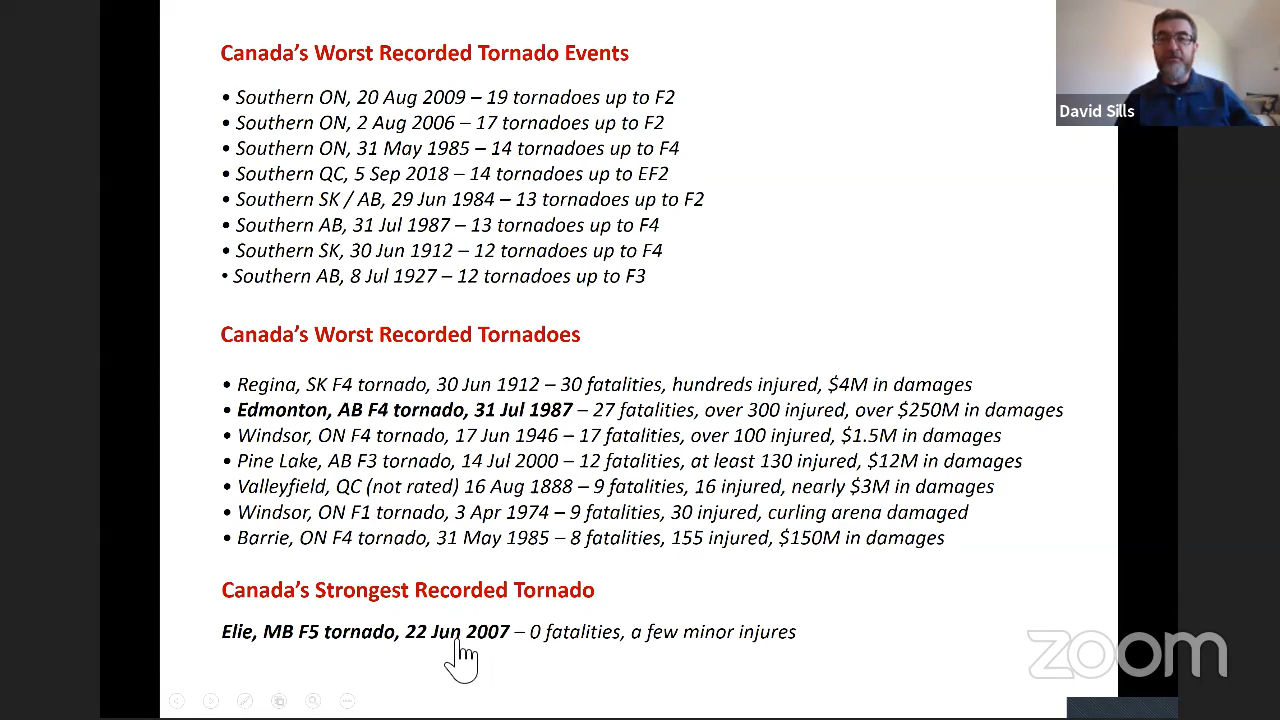 Canada's Worst Recorded Tornado Events
• Southern ON, 20 Aug 2009 – 19 tornadoes up to F2
• Southern ON, 2 Aug 2006 – 17 tornadoes up to F2
• Southern ON, 31 May 1985 – 14 tornadoes up to F4
• Southern QC, 5 Sep 2018 – 14 tornadoes up to EF2
• Southern SK / AB, 29 Jun 1984 – 13 tornadoes up to F2
• Southern AB, 31 Jul 1987 – 13 tornadoes up to F4
• Southern SK, 30 Jun 1912 – 12 tornadoes up to F4
• Southern AB, 8 Jul 1927 – 12 tornadoes up to F3
David Sills
Canada's Worst Recorded Tornadoes
• Regina, SK F4 tornado, 30 Jun 1912 – 30 fatalities, hundreds injured, $4M in damages
• Edmonton, AB F4 tornado, 31 Jul 1987 – 27 fatalities, over 300 injured, over $250M in damages
• Windsor, ON F4 tornado, 17 Jun 1946 – 17 fatalities, over 100 injured, $1.5M in damages
• Pine Lake, AB F3 tornado, 14 Jul 2000 – 12 fatalities, at least 130 injured, $12M in damages
• Valleyfield, QC (not rated) 16 Aug 1888 – 9 fatalities, 16 injured, nearly $3M in damages
• Windsor, ON F1 tornado, 3 Apr 1974 – 9 fatalities, 30 injured, curling arena damaged
• Barrie, ON F4 tornado, 31 May 1985 – 8 fatalities, 155 injured, $150M in damages
Canada's Strongest Recorded Tornado
Elie, MB F5 tornado, 22 Jun 2007 – 0 fatalities, a few minor injures
zoom